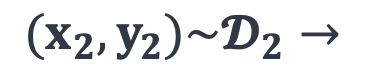 (𝐱₂, 𝐲₂)~𝓓₂ →